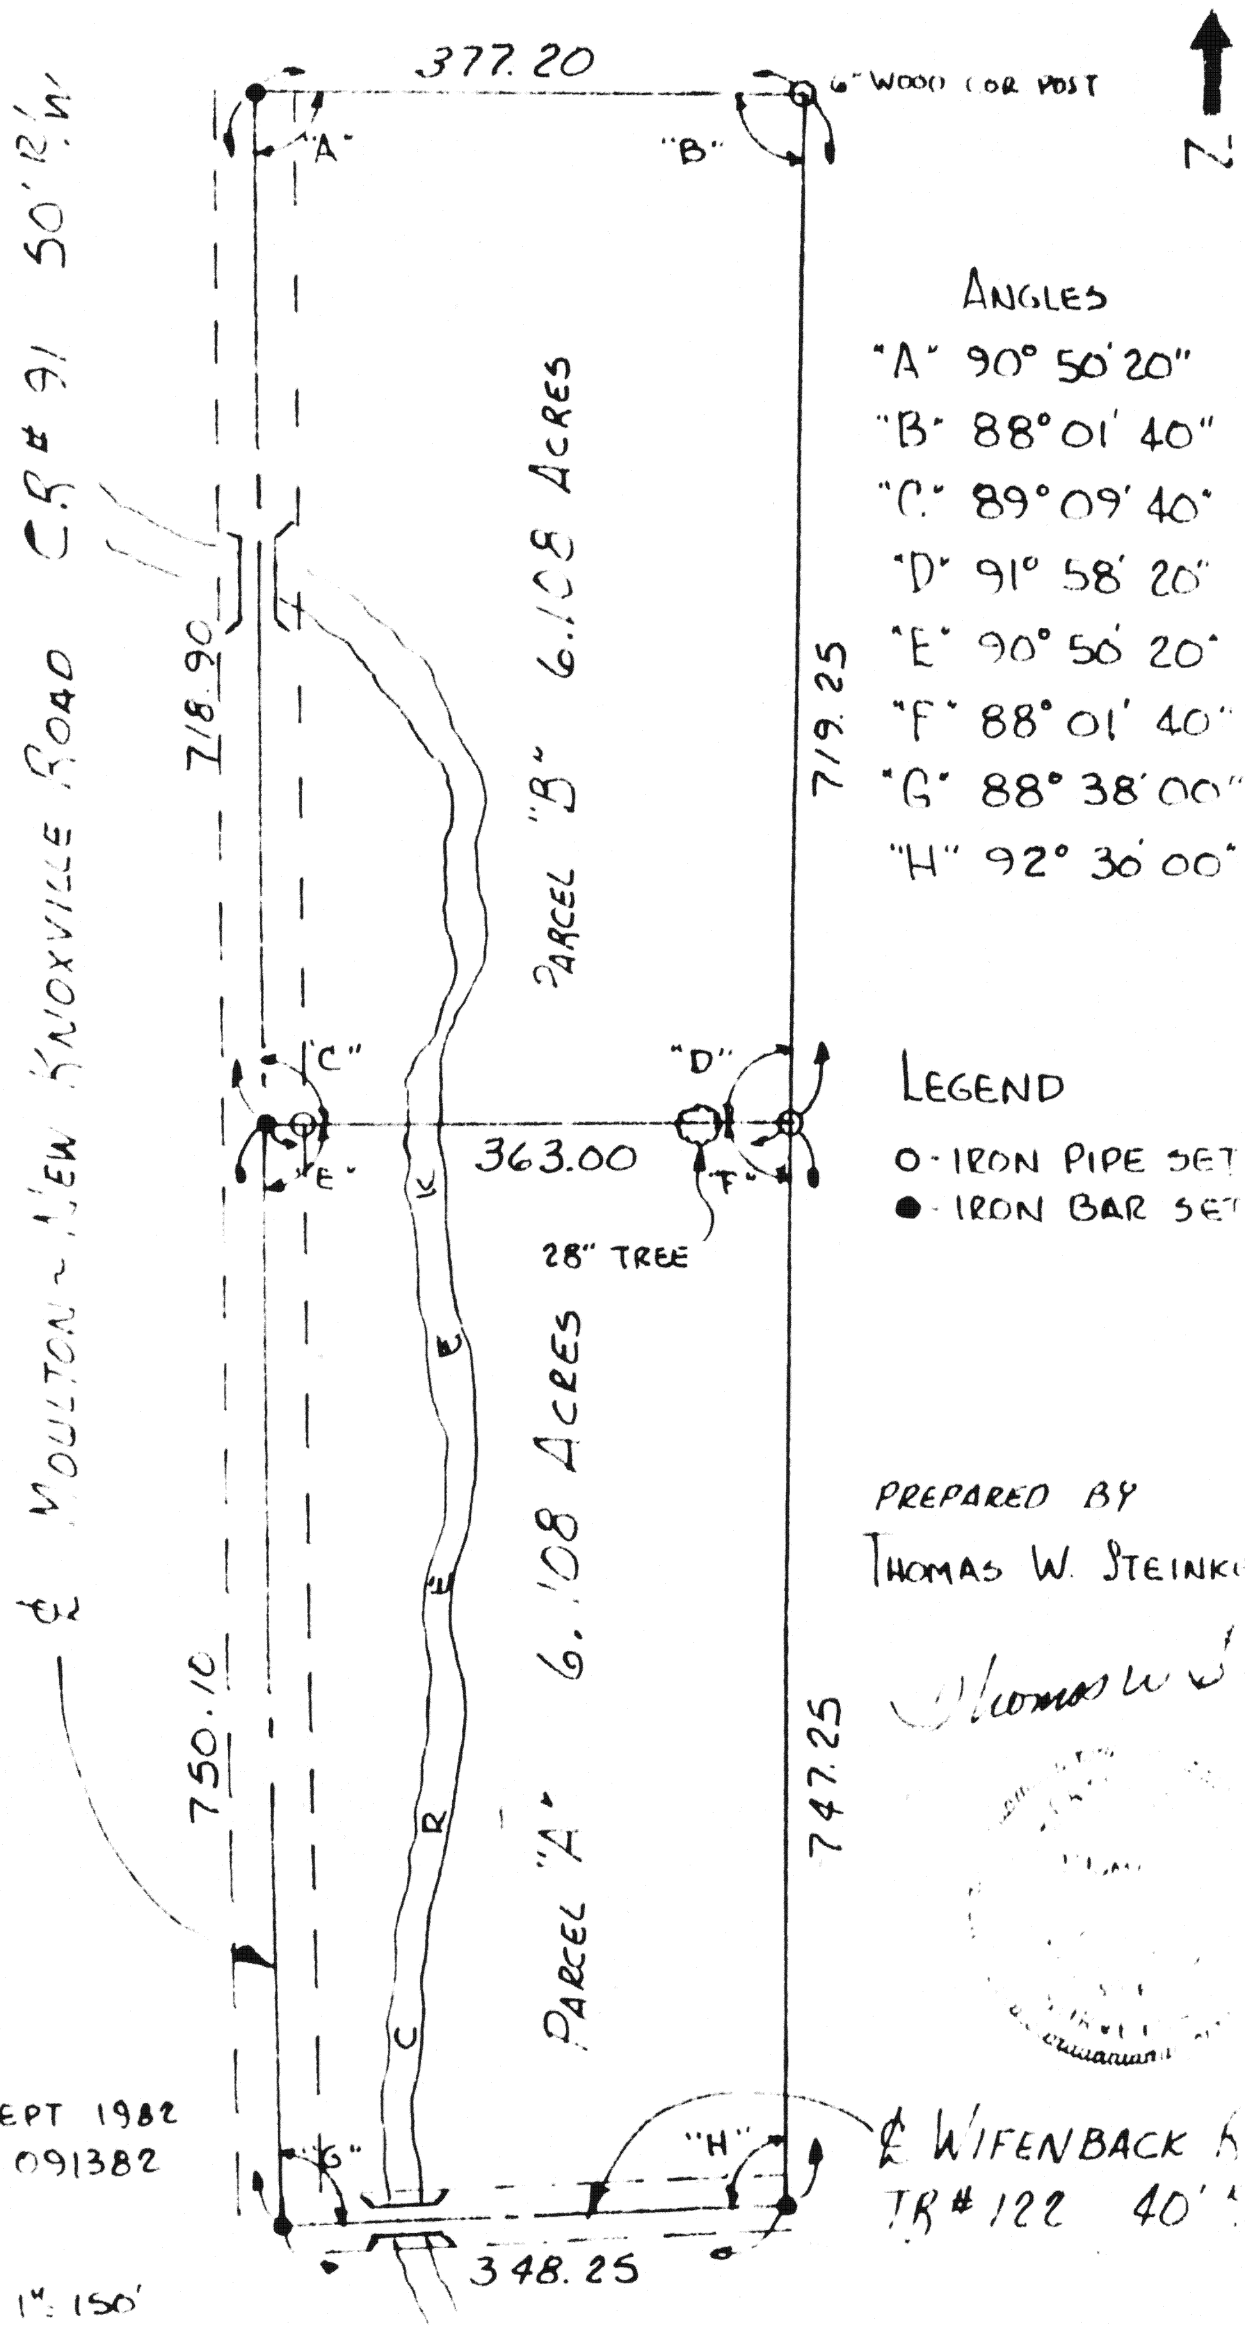 377.20
6" WOOD COR POST
N
"A"
"B"
℄ MOULTON - NEW KNOXVILLE ROAD C.R # 91 50' R/W
ANGLES
"A" 90° 50' 20"
"B" 88° 01' 40"
"C" 89° 09' 40"
"D" 91° 58' 20"
"E" 90° 50' 20"
"F" 88° 01' 40"
"G" 88° 38' 00"
"H" 92° 30' 00"
718.90
PARCEL "B" 6.108 ACRES
719.25
"C"
"D"
363.00
"E"
"F"
28" TREE
LEGEND
O - IRON PIPE SET
● - IRON BAR SET
CREEK
750.10
PARCEL "A" 6.108 ACRES
747.25
PREPARED BY
THOMAS W. STEINK
Thomas W S
EPT 1982
091382
"G"
"H"
℄ WIFENBACK R
TR # 122 40'
348.25
1" : 150'